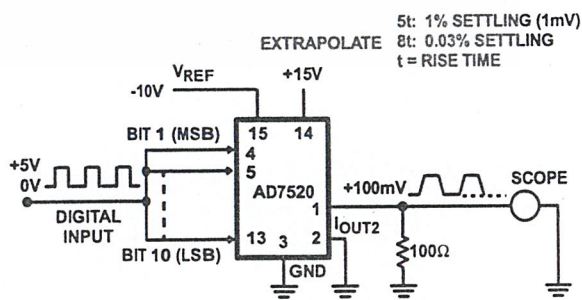 5t: 1% SETTLING (1mV)
EXTRAPOLATE 8t: 0.03% SETTLING
t = RISE TIME
VREF
-10V
+15V
BIT 1 (MSB)
15 14
4
5
+5V
0V
AD7520
DIGITAL
INPUT
1
+100mV
SCOPE
IOUT2
13 3 2
BIT 10 (LSB)
GND
100Ω